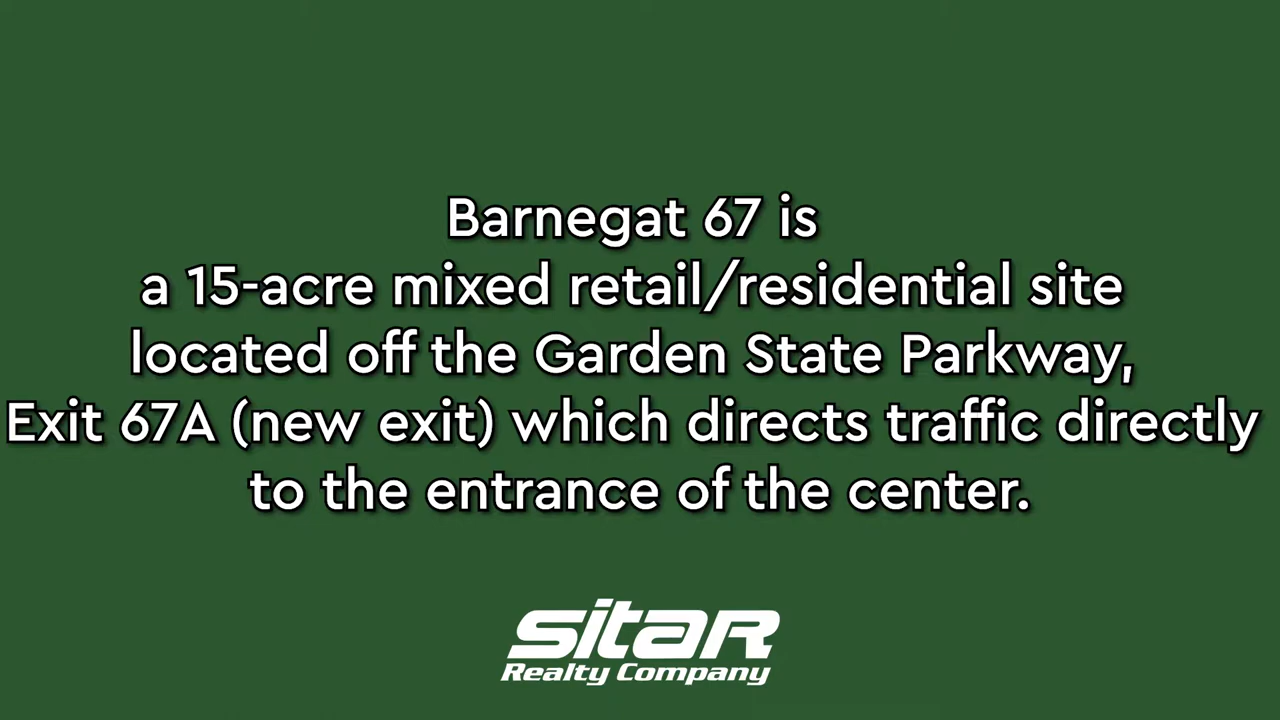 Barnegat 67 is
a 15-acre mixed retail/residential site
located off the Garden State Parkway,
Exit 67A (new exit) which directs traffic directly
to the entrance of the center.
sitaR
Realty Company